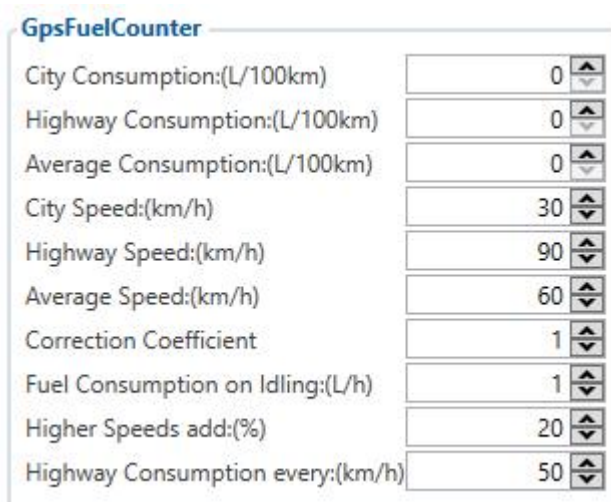 GpsFuelCounter
City Consumption:(L/100km) 0
Highway Consumption:(L/100km) 0
Average Consumption:(L/100km) 0
City Speed:(km/h) 30
Highway Speed:(km/h) 90
Average Speed:(km/h) 60
Correction Coefficient 1
Fuel Consumption on Idling:(L/h) 1
Higher Speeds add:(%) 20
Highway Consumption every:(km/h) 50